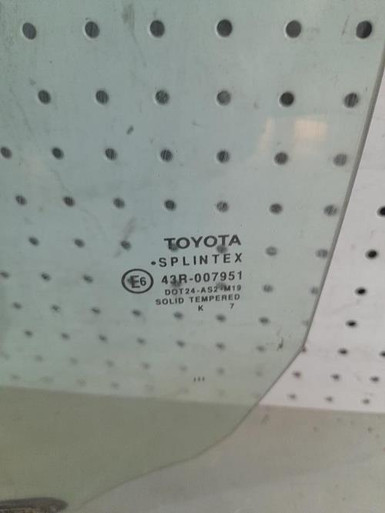 TOYOTA
•SPLINTEX
E6 43R-007951
DOT24-AS2-M19
SOLID TEMPERED
K 7